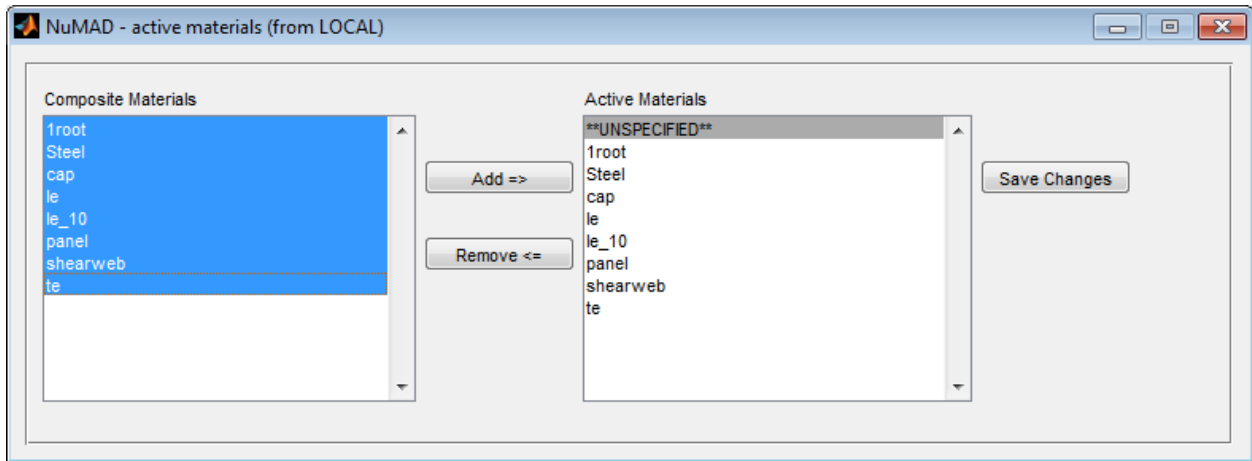 NuMAD - active materials (from LOCAL)
Composite Materials
1root
Steel
cap
le
le_10
panel
shearweb
te
Add =>
Remove <=
Active Materials
**UNSPECIFIED**
1root
Steel
cap
le
le_10
panel
shearweb
te
Save Changes